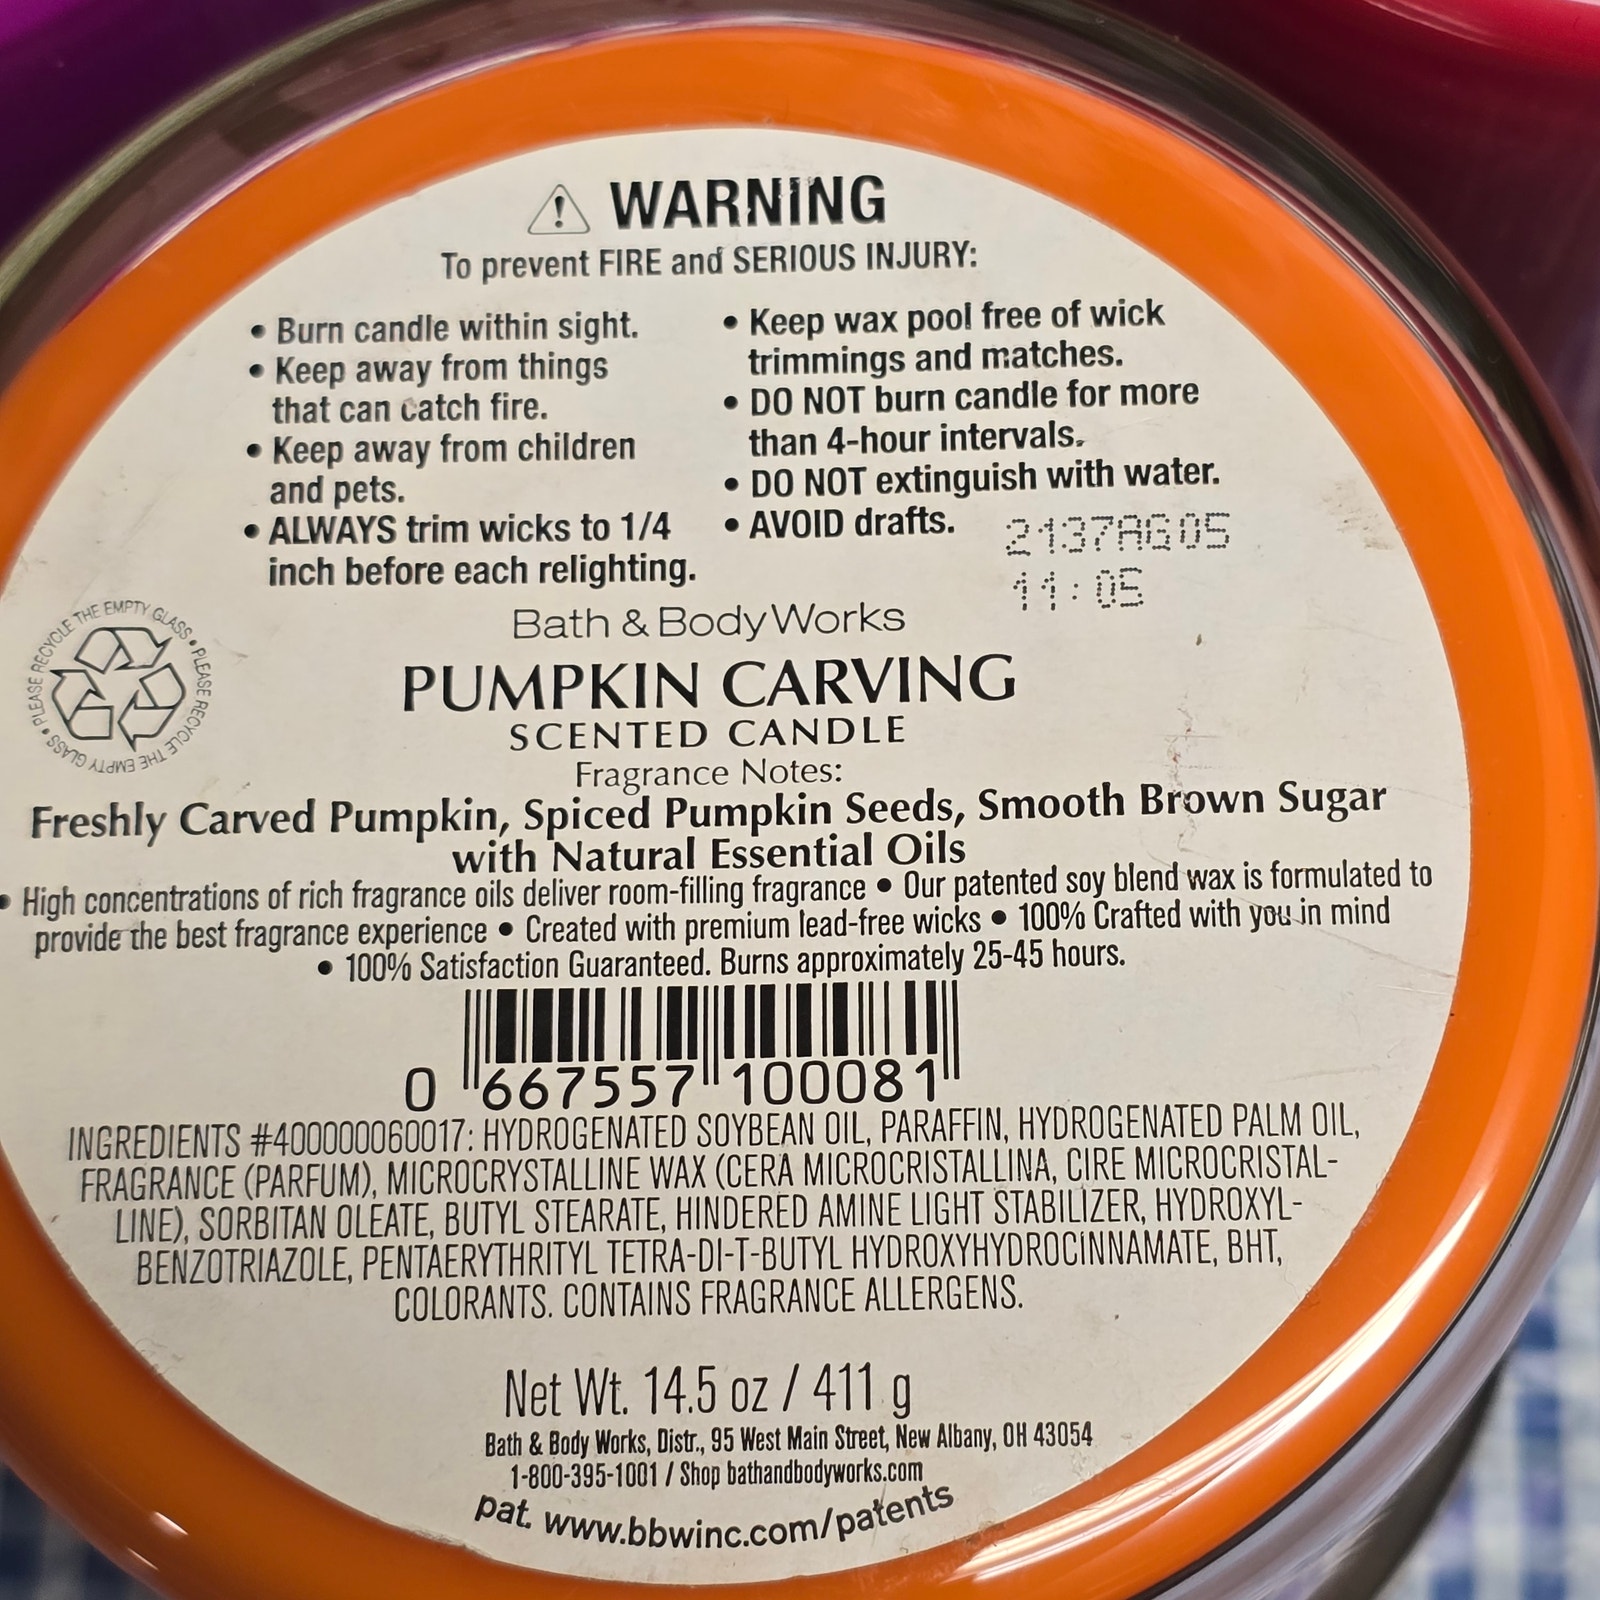 WARNING
To prevent FIRE and SERIOUS INJURY:
• Burn candle within sight.
• Keep away from things
that can catch fire.
• Keep away from children
and pets.
• ALWAYS trim wicks to 1/4
inch before each relighting.
• Keep wax pool free of wick
trimmings and matches.
• DO NOT burn candle for more
than 4-hour intervals.
• DO NOT extinguish with water.
• AVOID drafts.
2137AG05
11:05
PLEASE RECYCLE THE EMPTY GLASS • PLEASE RECYCLE THE EMPTY GLASS •
Bath & Body Works
PUMPKIN CARVING
SCENTED CANDLE
Fragrance Notes:
Freshly Carved Pumpkin, Spiced Pumpkin Seeds, Smooth Brown Sugar
with Natural Essential Oils
• High concentrations of rich fragrance oils deliver room-filling fragrance • Our patented soy blend wax is formulated to
provide the best fragrance experience • Created with premium lead-free wicks • 100% Crafted with you in mind
• 100% Satisfaction Guaranteed. Burns approximately 25-45 hours.
0 667557 100081
INGREDIENTS #400000060017: HYDROGENATED SOYBEAN OIL, PARAFFIN, HYDROGENATED PALM OIL,
FRAGRANCE (PARFUM), MICROCRYSTALLINE WAX (CERA MICROCRISTALLINA, CIRE MICROCRISTAL-
LINE), SORBITAN OLEATE, BUTYL STEARATE, HINDERED AMINE LIGHT STABILIZER, HYDROXYL-
BENZOTRIAZOLE, PENTAERYTHRITYL TETRA-DI-T-BUTYL HYDROXYHYDROCINNAMATE, BHT,
COLORANTS. CONTAINS FRAGRANCE ALLERGENS.
Net Wt. 14.5 oz / 411 g
Bath & Body Works, Distr., 95 West Main Street, New Albany, OH 43054
1-800-395-1001 / Shop bathandbodyworks.com
pat. www.bbwinc.com/patents